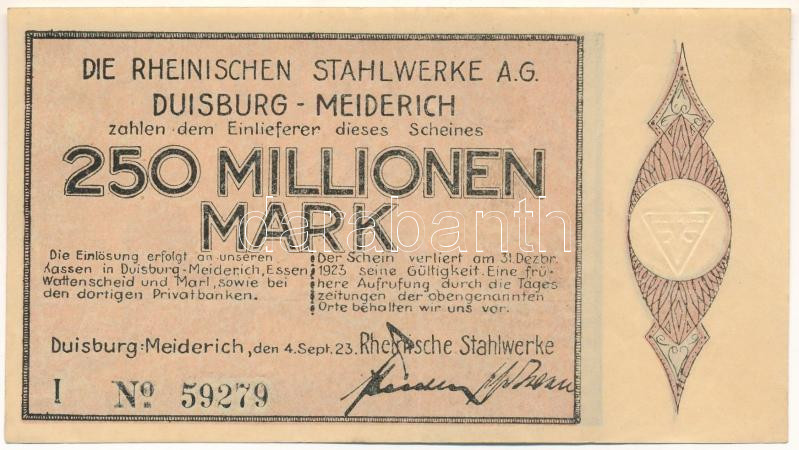 DIE RHEINISCHEN STAHLWERKE A.G.
DUISBURG - MEIDERICH
zahlen dem Einlieferer dieses Scheines
250 MILLIONEN
MARK
Die Einlösung erfolgt an unseren
Kassen in Duisburg-Meiderich, Essen,
Wattenscheid und Marl, sowie bei
den dortigen Privatbanken.
Der Schein verliert am 31. Dezbr.
1923 seine Gültigkeit. Eine frü-
here Aufrufung durch die Tages
zeitungen der obengenannten
Orte behalten wir uns vor.
Duisburg-Meiderich, den 4. Sept. 23. Rheinische Stahlwerke
I No 59279
darabanth